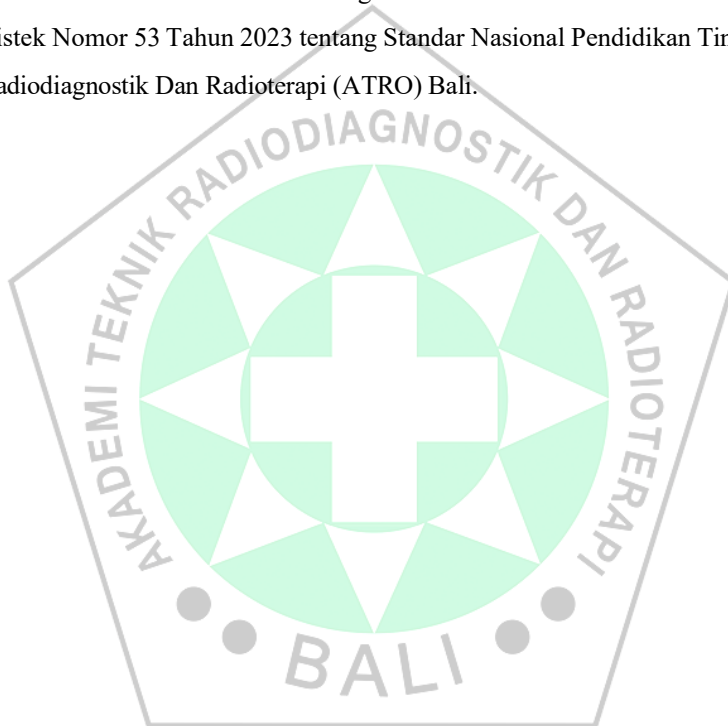 istek Nomor 53 Tahun 2023 tentang Standar Nasional Pendidikan
adiodiagnostik Dan Radioterapi (ATRO) Bali.
AKADEMI TEKNIK RADIODIAGNOSTIK DAN RADIOTERAPI
BALI